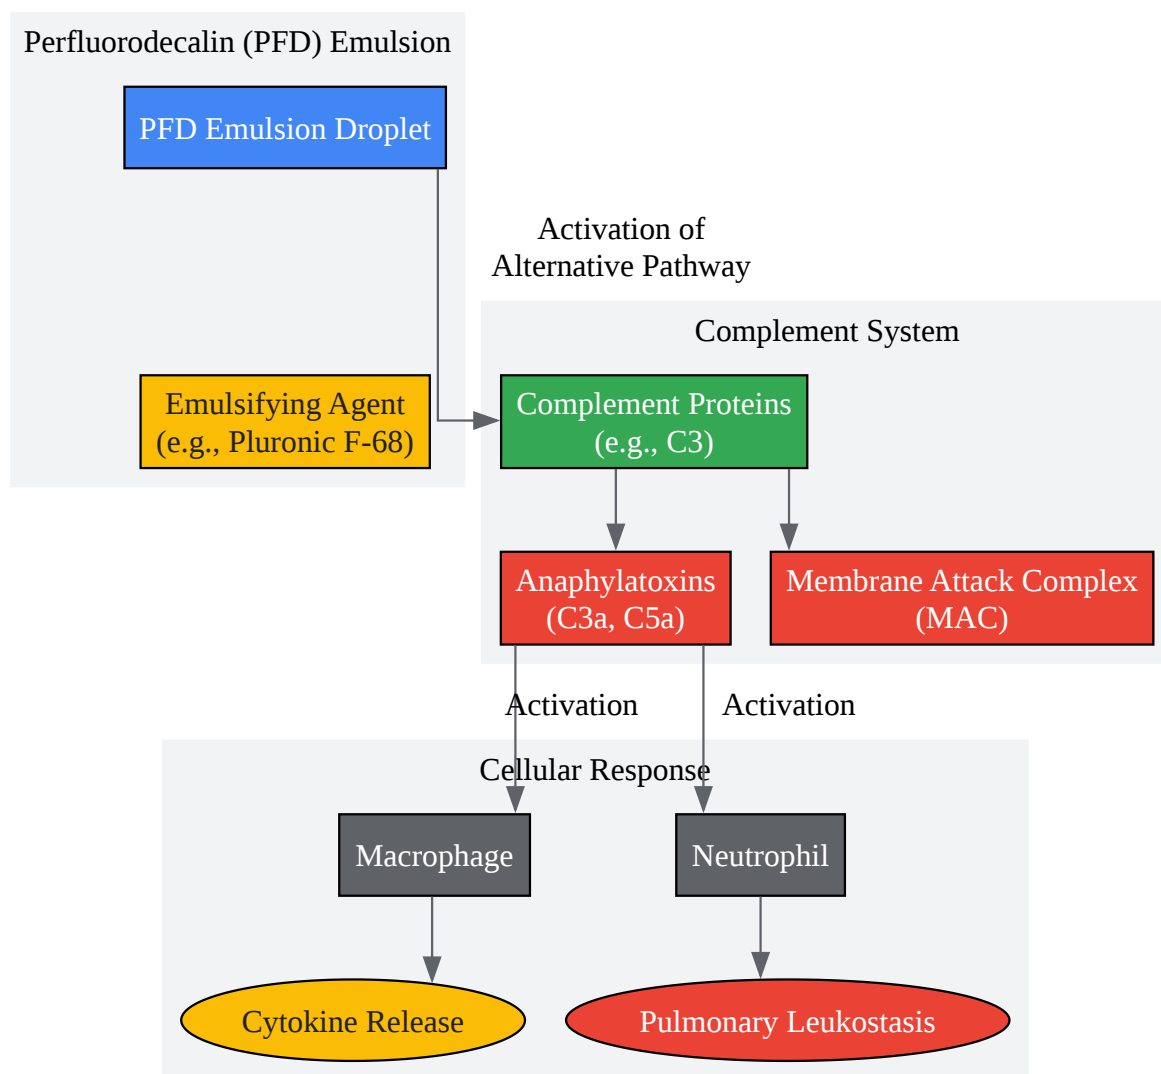 Perfluorodecalin (PFD) Emulsion
PFD Emulsion Droplet
Activation of
Alternative Pathway
Complement System
Emulsifying Agent
(e.g., Pluronic F-68)
Complement Proteins
(e.g., C3)
Anaphylatoxins
(C3a, C5a)
Membrane Attack Complex
(MAC)
Activation
Activation
Cellular Response
Macrophage
Neutrophil
Cytokine Release
Pulmonary Leukostasis